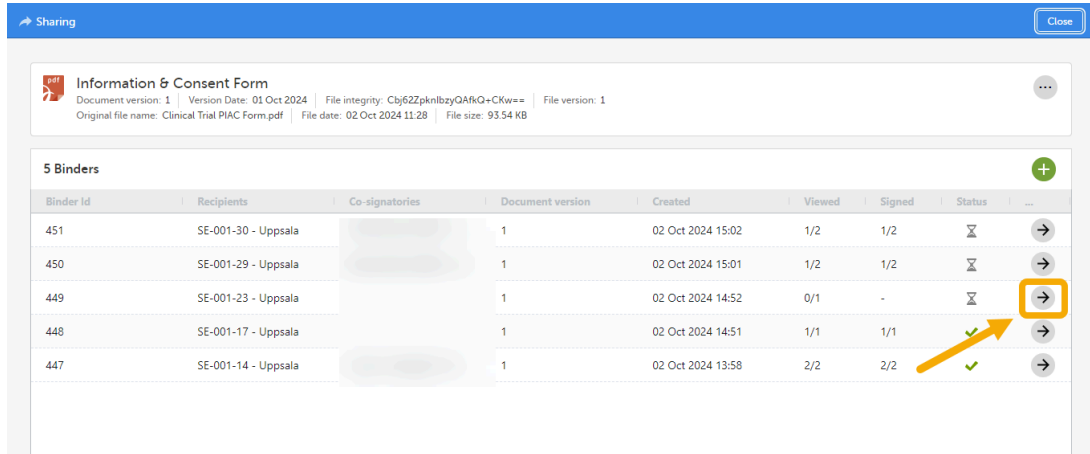 Sharing
Close
pdf
Information & Consent Form
Document version: 1 Version Date: 01 Oct 2024 File integrity: Cbj62ZpknIbzyQAfkQ+CKw== File version: 1
Original file name: Clinical Trial PIAC Form.pdf File date: 02 Oct 2024 11:28 File size: 93.54 KB
...
5 Binders
+
Binder Id Recipients Co-signatories Document version Created Viewed Signed Status ...
451 SE-001-30 - Uppsala 1 02 Oct 2024 15:02 1/2 1/2
450 SE-001-29 - Uppsala 1 02 Oct 2024 15:01 1/2 1/2
449 SE-001-23 - Uppsala 1 02 Oct 2024 14:52 0/1 -
448 SE-001-17 - Uppsala 1 02 Oct 2024 14:51 1/1 1/1
447 SE-001-14 - Uppsala 1 02 Oct 2024 13:58 2/2 2/2